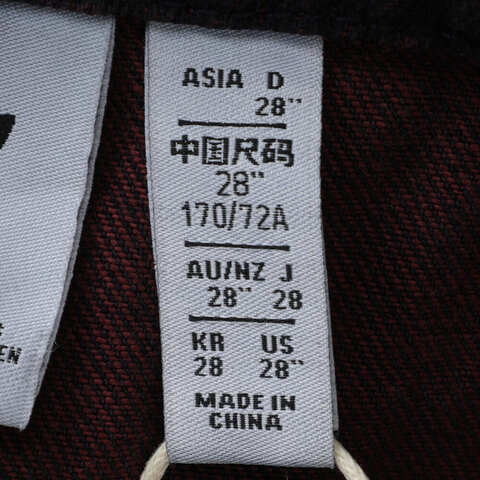 ASIA D
28"
中国尺码
28"
170/72A
AU/NZ J
28" 28
KR US
28 28"
MADE IN
CHINA
EN